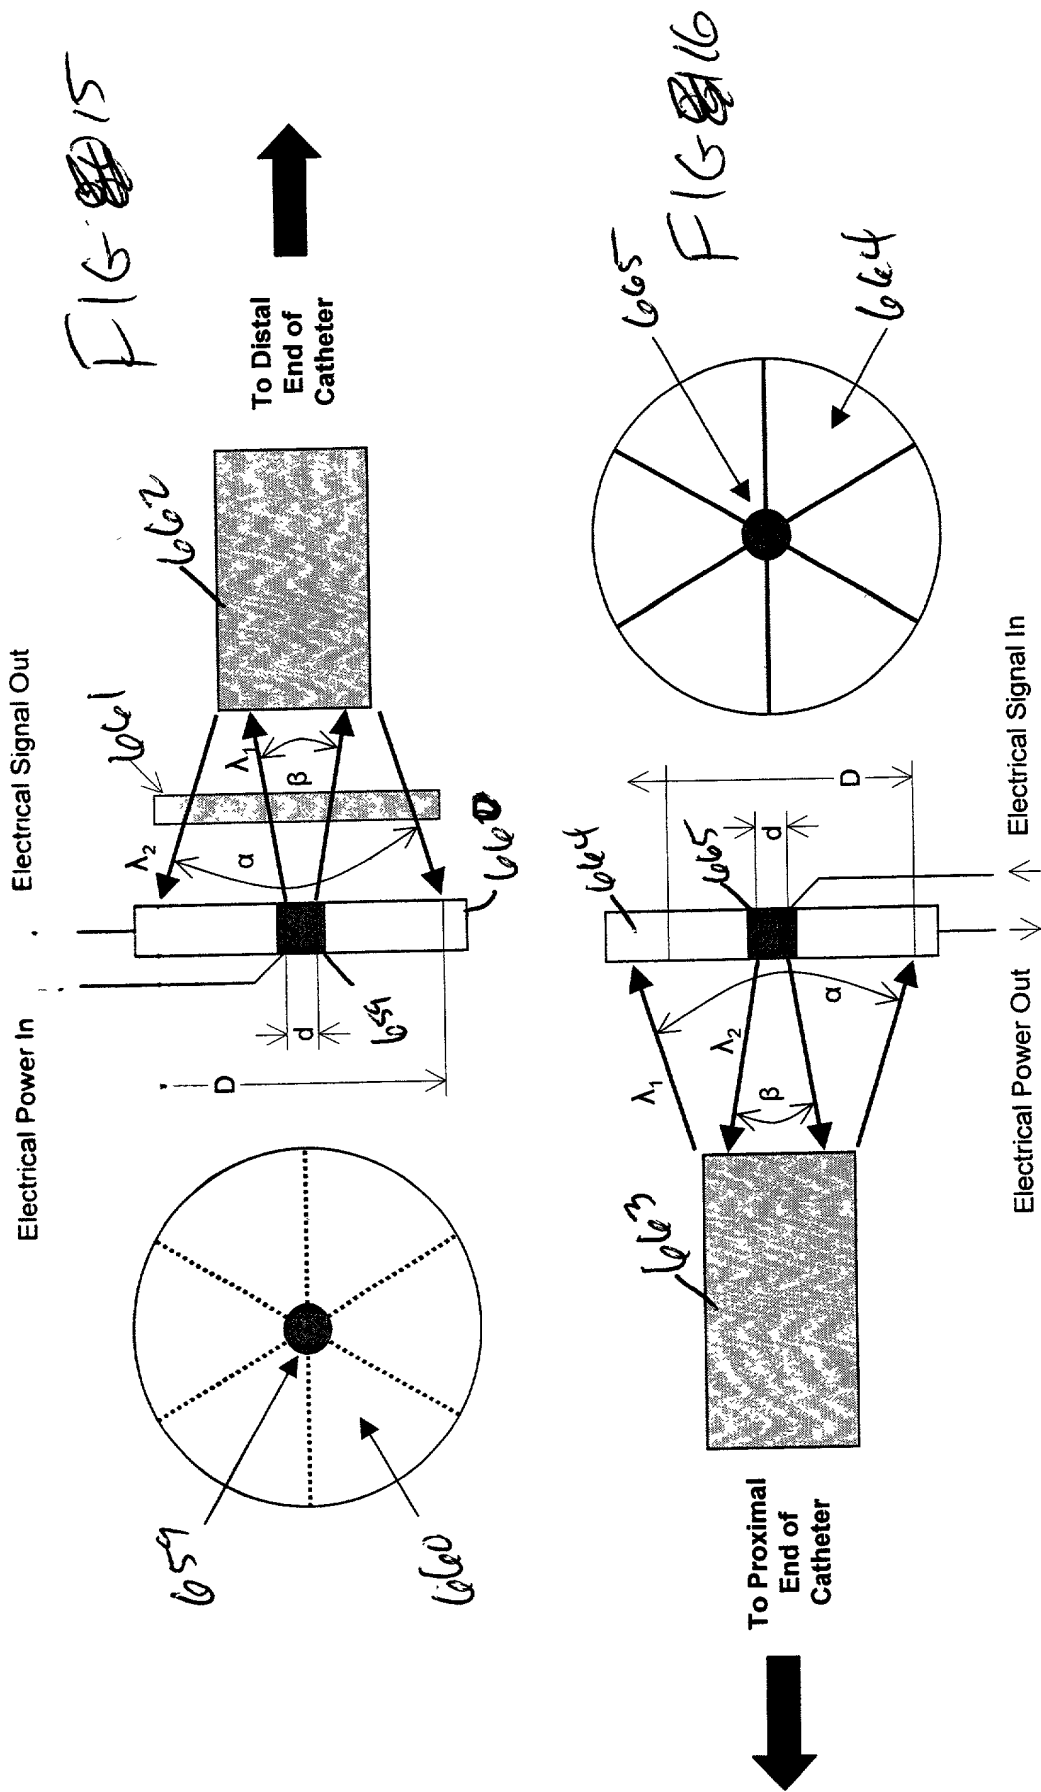 FIG 15
Electrical Power In
Electrical Signal Out
661
662
λ₂
λ₁
α
β
To Distal
End of
Catheter
D
d
659
660
659
660
FIG 16
To Proximal
End of
Catheter
663
λ₁
λ₂
β
α
664
665
d
D
665
664
Electrical Power Out
Electrical Signal In